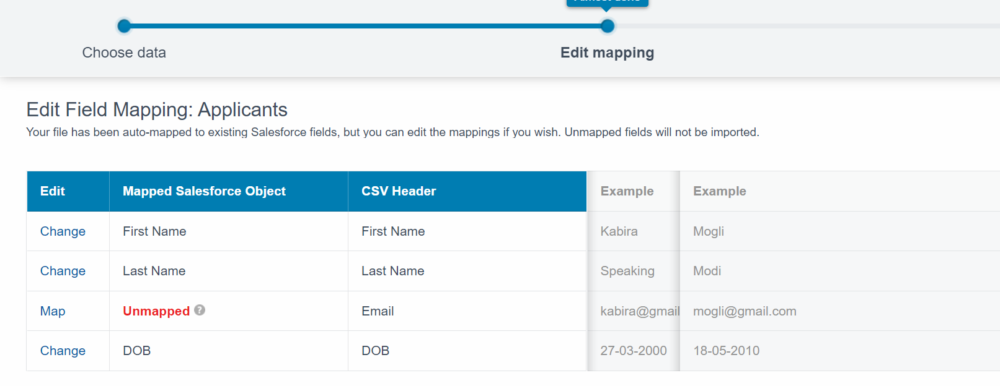 Choose data
Edit mapping
Edit Field Mapping: Applicants
Your file has been auto-mapped to existing Salesforce fields, but you can edit the mappings if you wish. Unmapped fields will not be imported.
Edit Mapped Salesforce Object CSV Header Example Example
Change First Name First Name Kabira Mogli
Change Last Name Last Name Speaking Modi
Map Unmapped ? Email kabira@gmail mogli@gmail.com
Change DOB DOB 27-03-2000 18-05-2010